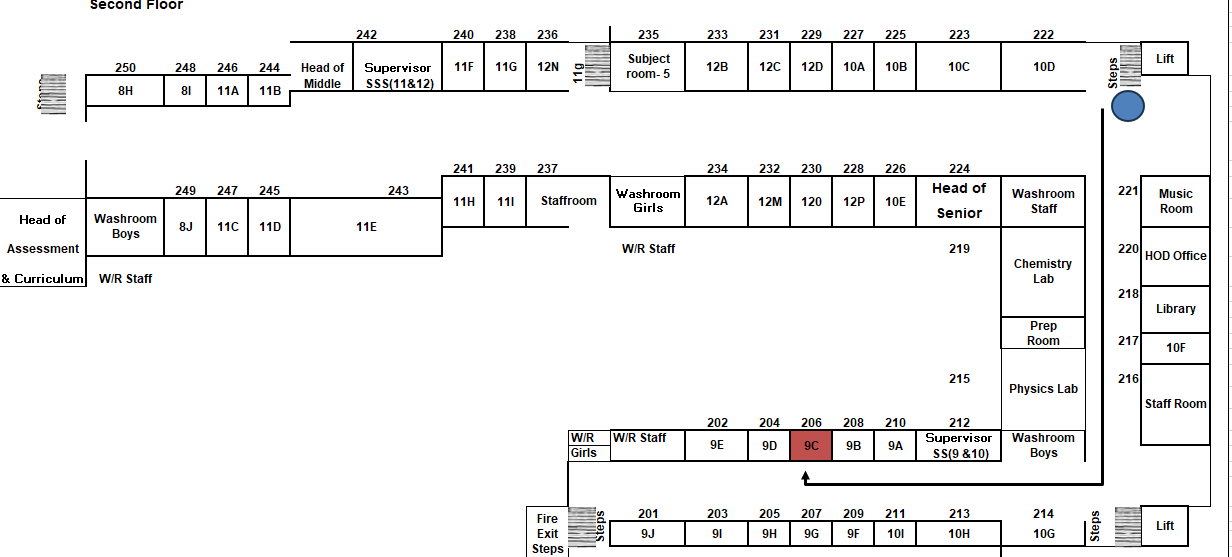 Second Floor
242 240 238 236 235 233 231 229 227 225 223 222
250 248 246 244
Head of
Middle
Supervisor
SSS(11&12)
11F 11G 12N
11g
Subject
room- 5
12B 12C 12D 10A 10B 10C 10D
Steps
Lift
Steps
8H 8I 11A 11B
241 239 237 234 232 230 228 226 224
249 247 245 243
Head of
Assessment
& Curriculum
Washroom
Boys
8J 11C 11D 11E
11H 11I Staffroom
Washroom
Girls
12A 12M 120 12P 10E
Head of
Senior
Washroom
Staff
221 Music
Room
W/R Staff
W/R Staff
219
Chemistry
Lab
220 HOD Office
218
Library
Prep
Room
217
10F
215
Physics Lab
216
Staff Room
202 204 206 208 210 212
W/R
Girls
W/R Staff
9E 9D 9C 9B 9A
Supervisor
SS(9 &10)
Washroom
Boys
Fire
Exit
Steps
Steps
201 203 205 207 209 211 213 214
9J 9I 9H 9G 9F 10I 10H 10G
Steps
Lift